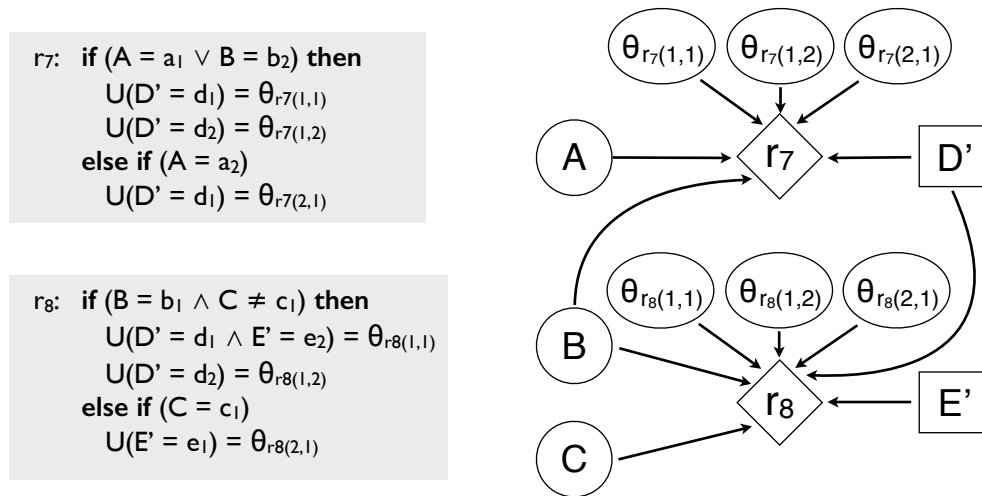 r7: if (A = a1 ∨ B = b2) then
U(D' = d1) = θr7(1,1)
U(D' = d2) = θr7(1,2)
else if (A = a2)
U(D' = d1) = θr7(2,1)
r8: if (B = b1 ∧ C ≠ c1) then
U(D' = d1 ∧ E' = e2) = θr8(1,1)
U(D' = d2) = θr8(1,2)
else if (C = c1)
U(E' = e1) = θr8(2,1)
θr7(1,1) θr7(1,2) θr7(2,1)
A r7 D'
θr8(1,1) θr8(1,2) θr8(2,1)
B
r8 E'
C